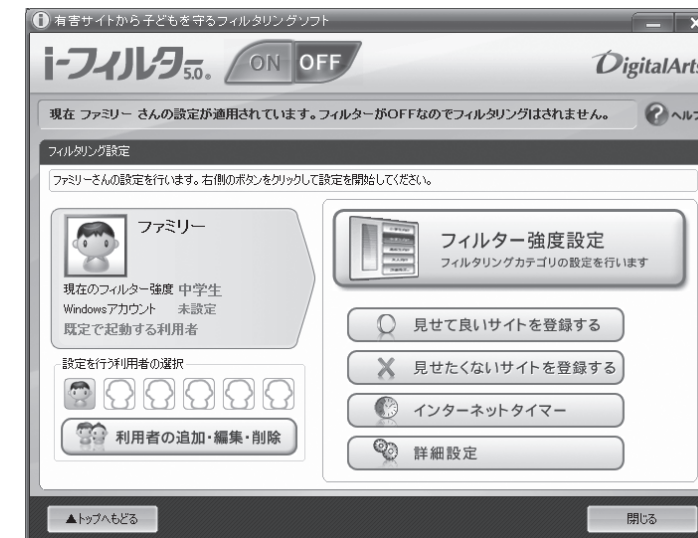 有害サイトから子どもを守るフィルタリングソフト
i-フィルター5.0.
ON OFF
DigitalArts
現在 ファミリー さんの設定が適用されています。フィルターがOFFなのでフィルタリングはされません。
ヘルプ
フィルタリング設定
ファミリーさんの設定を行います。右側のボタンをクリックして設定を開始してください。
ファミリー
現在のフィルター強度 中学生
Windowsアカウント 未設定
既定で起動する利用者
設定を行う利用者の選択
利用者の追加・編集・削除
フィルター強度設定
フィルタリングカテゴリの設定を行います
見せて良いサイトを登録する
見せたくないサイトを登録する
インターネットタイマー
詳細設定
▲トップへもどる
閉じる